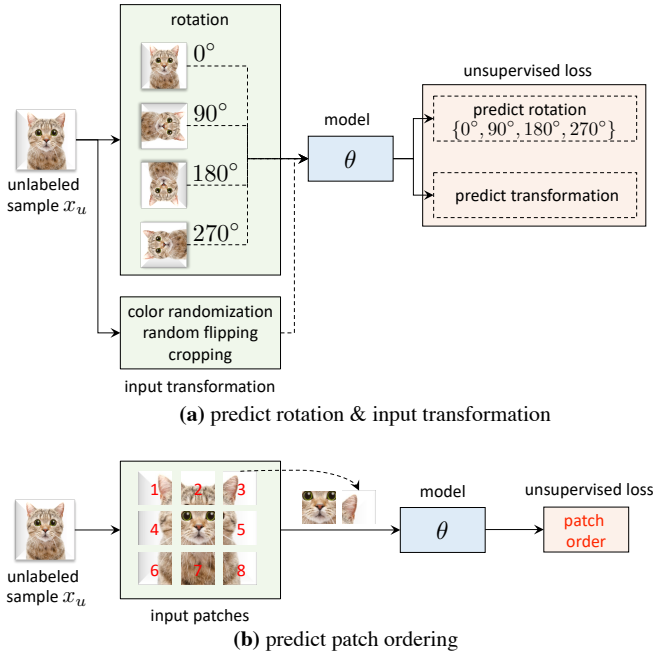 rotation
0°
90°
180°
270°
unlabeled
sample x_u
model
θ
unsupervised loss
predict rotation
{0°, 90°, 180°, 270°}
predict transformation
color randomization
random flipping
cropping
input transformation
(a) predict rotation & input transformation
1 2 3
4 5
6 7 8
unlabeled
sample x_u
input patches
model
θ
unsupervised loss
patch
order
(b) predict patch ordering